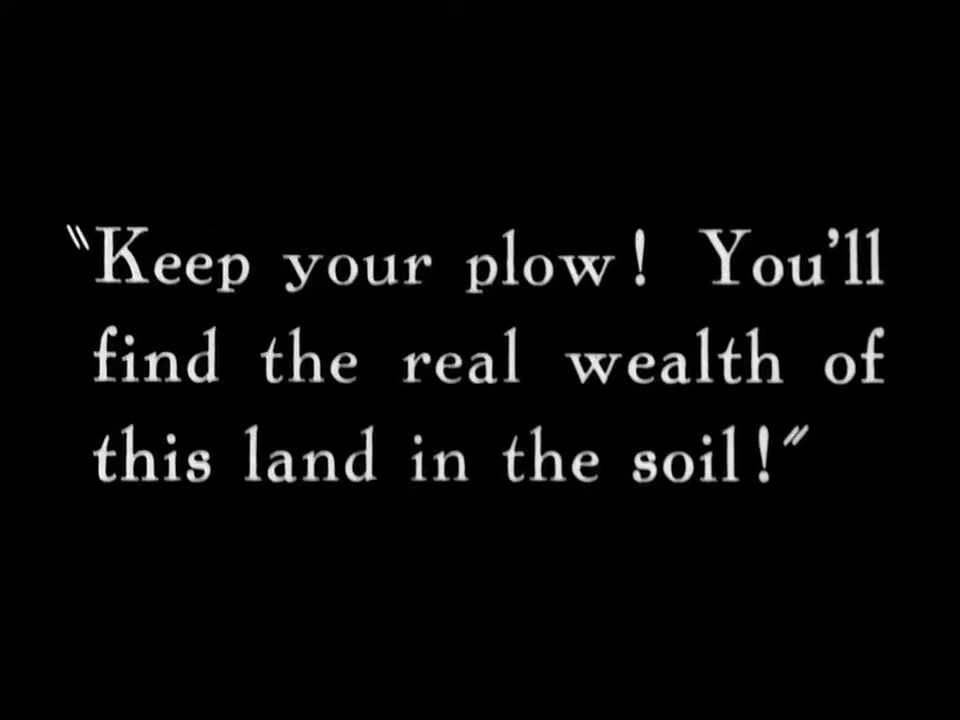 "Keep your plow! You'll
find the real wealth of
this land in the soil!"